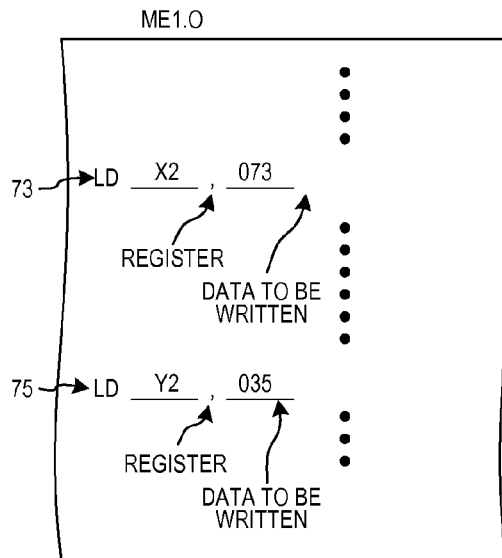 ME1.O
73 LD X2 , 073
REGISTER
DATA TO BE
WRITTEN
75 LD Y2 , 035
REGISTER
DATA TO BE
WRITTEN